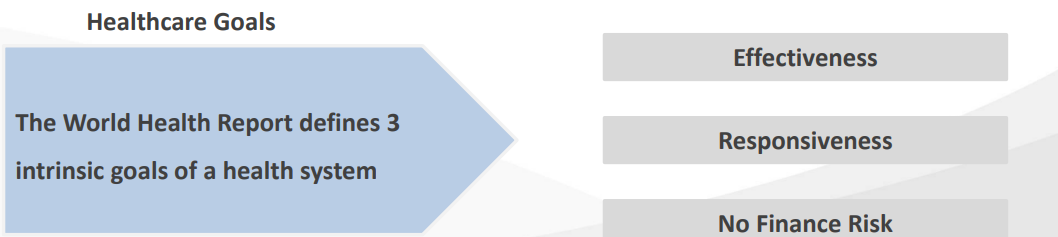 Healthcare Goals
The World Health Report defines 3
intrinsic goals of a health system
Effectiveness
Responsiveness
No Finance Risk